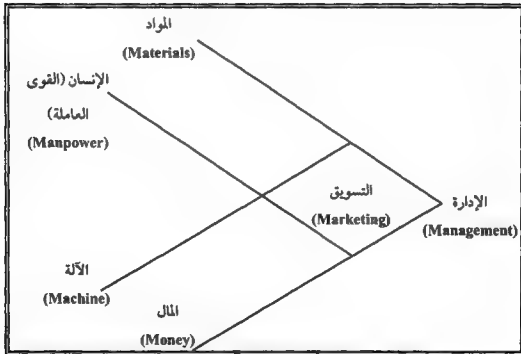 المواد
(Materials)
الإنسان (القوى
العاملة)
(Manpower)
التسويق
(Marketing)
الإدارة
(Management)
الآلة
(Machine)
المال
(Money)